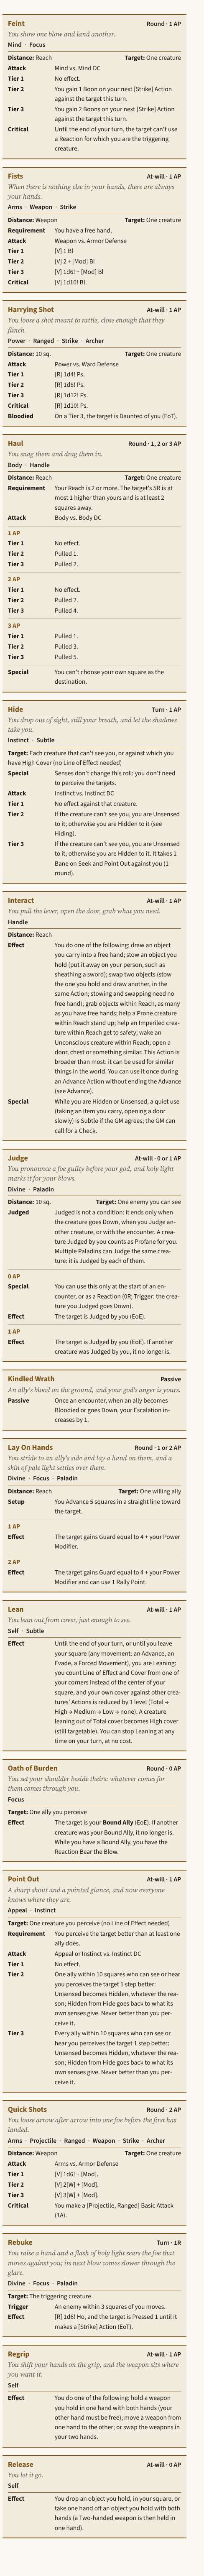 Feint Round · 1 AP
You show one blow and land another.
Mind · Focus
Distance: Reach Target: One creature
Attack Mind vs. Mind DC
Tier 1 No effect.
Tier 2 You gain 1 Boon on your next [Strike] Action
against the target this turn.
Tier 3 You gain 2 Boons on your next [Strike] Action
against the target this turn.
Critical Until the end of your turn, the target can't use
a Reaction for which you are the triggering
creature.
Fists At-will · 1 AP
When there is nothing else in your hands, there are always
your hands.
Arms · Weapon · Strike
Distance: Weapon Target: One creature
Requirement You have a free hand.
Attack Weapon vs. Armor Defense
Tier 1 [V] 1 Bl
Tier 2 [V] 2 + [Mod] Bl
Tier 3 [V] 1d6! + [Mod] Bl
Critical [V] 1d10! Bl.
Harrying Shot At-will · 1 AP
You loose a shot meant to rattle, close enough that they
flinch.
Power · Ranged · Strike · Archer
Distance: 10 sq. Target: One creature
Attack Power vs. Ward Defense
Tier 1 [R] 1d4! Ps.
Tier 2 [R] 1d8! Ps.
Tier 3 [R] 1d12! Ps.
Critical [R] 1d10! Ps.
Bloodied On a Tier 3, the target is Daunted of you (EoT).
Haul Round · 1, 2 or 3 AP
You snag them and drag them in.
Body · Handle
Distance: Reach Target: One creature
Requirement Your Reach is 2 or more. The target's SR is at
most 1 higher than yours and is at least 2
squares away.
Attack Body vs. Body DC
1 AP
Tier 1 No effect.
Tier 2 Pulled 1.
Tier 3 Pulled 2.
2 AP
Tier 1 No effect.
Tier 2 Pulled 2.
Tier 3 Pulled 4.
3 AP
Tier 1 Pulled 1.
Tier 2 Pulled 3.
Tier 3 Pulled 5.
Special You can't choose your own square as the
destination.
Hide Turn · 1 AP
You drop out of sight, still your breath, and let the shadows
take you.
Instinct · Subtle
Target: Each creature that can't see you, or against which you
have High Cover (no Line of Effect needed)
Special Senses don't change this roll: you don't need
to perceive the targets.
Attack Instinct vs. Instinct DC
Tier 1 No effect against that creature.
Tier 2 If the creature can't see you, you are Unsensed
to it; otherwise you are Hidden to it (see
Hiding).
Tier 3 If the creature can't see you, you are Unsensed
to it; otherwise you are Hidden to it. It takes 1
Bane on Seek and Point Out against you (1
round).
Interact At-will · 1 AP
You pull the lever, open the door, grab what you need.
Handle
Distance: Reach
Effect You do one of the following: draw an object
you carry into a free hand; stow an object you
hold (put it away on your person, such as
sheathing a sword); swap two objects (stow
the one you hold and draw another, in the
same Action; stowing and swapping need no
free hand); grab objects within Reach, as many
as you have free hands; help a Prone creature
within Reach stand up; help an Imperiled crea-
ture within Reach get to safety; wake an
Unconscious creature within Reach; open a
door, chest or something similar. This Action is
broader than most: it can be used for similar
things in the world. You can use it once during
an Advance Action without ending the Advance
(see Advance).
Special While you are Hidden or Unsensed, a quiet use
(taking an item you carry, opening a door
slowly) is Subtle if the GM agrees; the GM can
call for a Check.
Judge At-will · 0 or 1 AP
You pronounce a foe guilty before your god, and holy light
marks it for your blows.
Divine · Paladin
Distance: 10 sq. Target: One enemy you can see
Judged Judged is not a condition: it ends only when
the creature goes Down, when you Judge an-
other creature, or with the encounter. A crea-
ture Judged by you counts as Profane for you.
Multiple Paladins can Judge the same crea-
ture: it is Judged by each of them.
0 AP
Special You can use this only at the start of an en-
counter, or as a Reaction (0R, Trigger: the crea-
ture you Judged goes Down).
Effect The target is Judged by you (EoE).
1 AP
Effect The target is Judged by you (EoE). If another
creature was Judged by you, it no longer is.
Kindled Wrath Passive
An ally's blood on the ground, and your god's anger is yours.
Passive Once an encounter, when an ally becomes
Bloodied or goes Down, your Escalation in-
creases by 1.
Lay On Hands Round · 1 or 2 AP
You stride to an ally's side and lay a hand on them, and a
skin of pale light settles over them.
Divine · Focus · Paladin
Distance: Reach Target: One willing ally
Setup You Advance 5 squares in a straight line toward
the target.
1 AP
Effect The target gains Guard equal to 4 + your Power
Modifier.
2 AP
Effect The target gains Guard equal to 4 + your Power
Modifier and can use 1 Rally Point.
Lean At-will · 1 AP
You lean out from cover, just enough to see.
Self · Subtle
Effect Until the end of your turn, or until you leave
your square (any movement: an Advance, an
Evade, a Forced Movement), you are Leaning:
you count Line of Effect and Cover from one of
your corners instead of the center of your
square, and your own Cover against other crea-
tures' Actions is reduced by 1 level (Total →
High → Medium → Low → none). A creature
leaning out of Total cover becomes High cover
(still targetable). You can stop Leaning at any
time on your turn, at no cost.
Oath of Burden Round · 0 AP
You set your shoulder beside theirs: whatever comes for
them comes through you.
Focus
Target: One ally you perceive
Effect The target is your Bound Ally (EoE). If another
creature was your Bound Ally, it no longer is.
While you have a Bound Ally, you have the
Reaction Bear the Blow.
Point Out At-will · 1 AP
A sharp shout and a pointed glance, and now everyone
knows where they are.
Appeal · Instinct
Target: One creature you perceive (no Line of Effect needed)
Requirement You perceive the target better than at least one
ally does.
Attack Appeal or Instinct vs. Instinct DC
Tier 1 No effect.
Tier 2 One ally within 10 squares who can see or hear
you perceives the target 1 step better:
Unsensed becomes Hidden, whatever the rea-
son; Hidden from Hide goes back to what its
own senses give. Never better than you per-
ceive it.
Tier 3 Every ally within 10 squares who can see or
hear you perceives the target 1 step better:
Unsensed becomes Hidden, whatever the rea-
son; Hidden from Hide goes back to what its
own senses give. Never better than you per-
ceive it.
Quick Shots Round · 2 AP
You loose arrow after arrow into one foe before the first has
landed.
Arms · Projectile · Ranged · Weapon · Strike · Archer
Distance: Weapon Target: One creature
Attack Arms vs. Armor Defense
Tier 1 [V] 1d6! + [Mod].
Tier 2 [V] 2[W] + [Mod].
Tier 3 [V] 3[W] + [Mod].
Critical You make a [Projectile, Ranged] Basic Attack
(1A).
Rebuke Turn · 1R
You raise a hand and a flash of holy light sears the foe that
moves against you; its next blow comes slower through the
glare.
Divine · Focus · Paladin
Target: The triggering creature
Trigger An enemy within 3 squares of you moves.
Effect [R] 1d6! Ho, and the target is Pressed 1 until it
makes a [Strike] Action (EoT).
Regrip At-will · 1 AP
You shift your hands on the grip, and the weapon sits where
you want it.
Self
Effect You do one of the following: hold a weapon
you hold in one hand with both hands (your
other hand must be free); move a weapon from
one hand to the other; or swap the weapons in
your two hands.
Release At-will · 0 AP
You let it go.
Self
Effect You drop an object you hold, in your square, or
take one hand off an object you hold with both
hands (a Two-handed weapon is then held in
one hand).